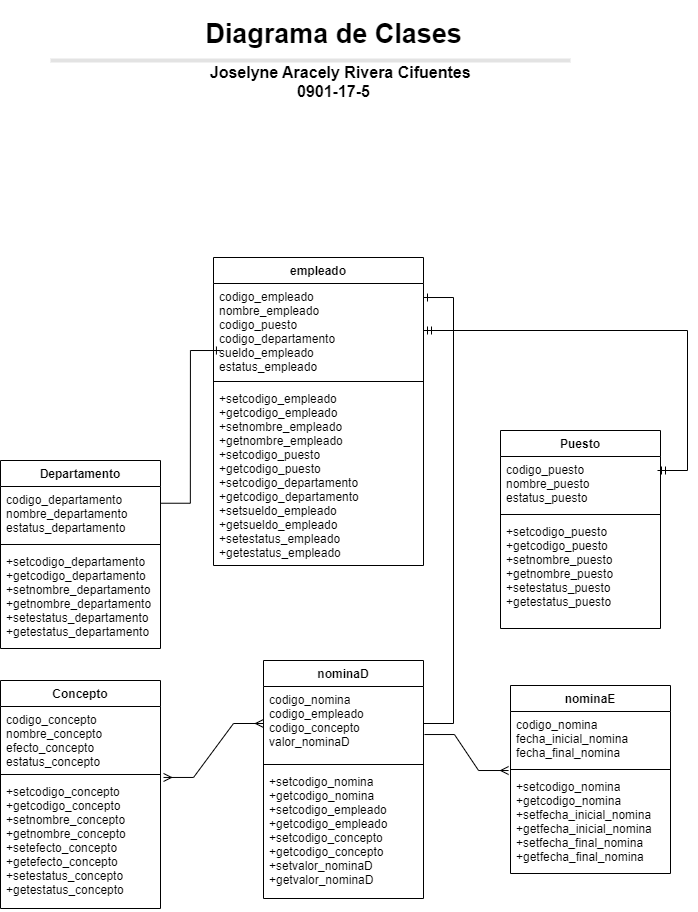 Diagrama de Clases
Joselyne Aracely Rivera Cifuentes
0901-17-5
empleado
codigo_empleado
nombre_empleado
codigo_puesto
codigo_departamento
sueldo_empleado
estatus_empleado
+setcodigo_empleado
+getcodigo_empleado
+setnombre_empleado
+getnombre_empleado
+setcodigo_puesto
+getcodigo_puesto
+setcodigo_departamento
+getcodigo_departamento
+setsueldo_empleado
+getsueldo_empleado
+setestatus_empleado
+getestatus_empleado
Puesto
codigo_puesto
nombre_puesto
estatus_puesto
+setcodigo_puesto
+getcodigo_puesto
+setnombre_puesto
+getnombre_puesto
+setestatus_puesto
+getestatus_puesto
Departamento
codigo_departamento
nombre_departamento
estatus_departamento
+setcodigo_departamento
+getcodigo_departamento
+setnombre_departamento
+getnombre_departamento
+setestatus_departamento
+getestatus_departamento
Concepto
codigo_concepto
nombre_concepto
efecto_concepto
estatus_concepto
+setcodigo_concepto
+getcodigo_concepto
+setnombre_concepto
+getnombre_concepto
+setefecto_concepto
+getefecto_concepto
+setestatus_concepto
+getestatus_concepto
nominaD
codigo_nomina
codigo_empleado
codigo_concepto
valor_nominaD
+setcodigo_nomina
+getcodigo_nomina
+setcodigo_empleado
+getcodigo_empleado
+setcodigo_concepto
+getcodigo_concepto
+setvalor_nominaD
+getvalor_nominaD
nominaE
codigo_nomina
fecha_inicial_nomina
fecha_final_nomina
+setcodigo_nomina
+getcodigo_nomina
+setfecha_inicial_nomina
+getfecha_inicial_nomina
+setfecha_final_nomina
+getfecha_final_nomina